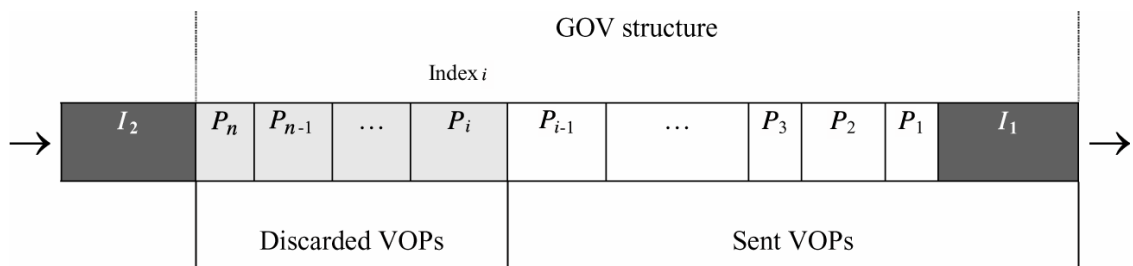 GOV structure
Index i
I₂ Pₙ Pₙ₋₁ … Pᵢ Pᵢ₋₁ … P₃ P₂ P₁ I₁
Discarded VOPs Sent VOPs